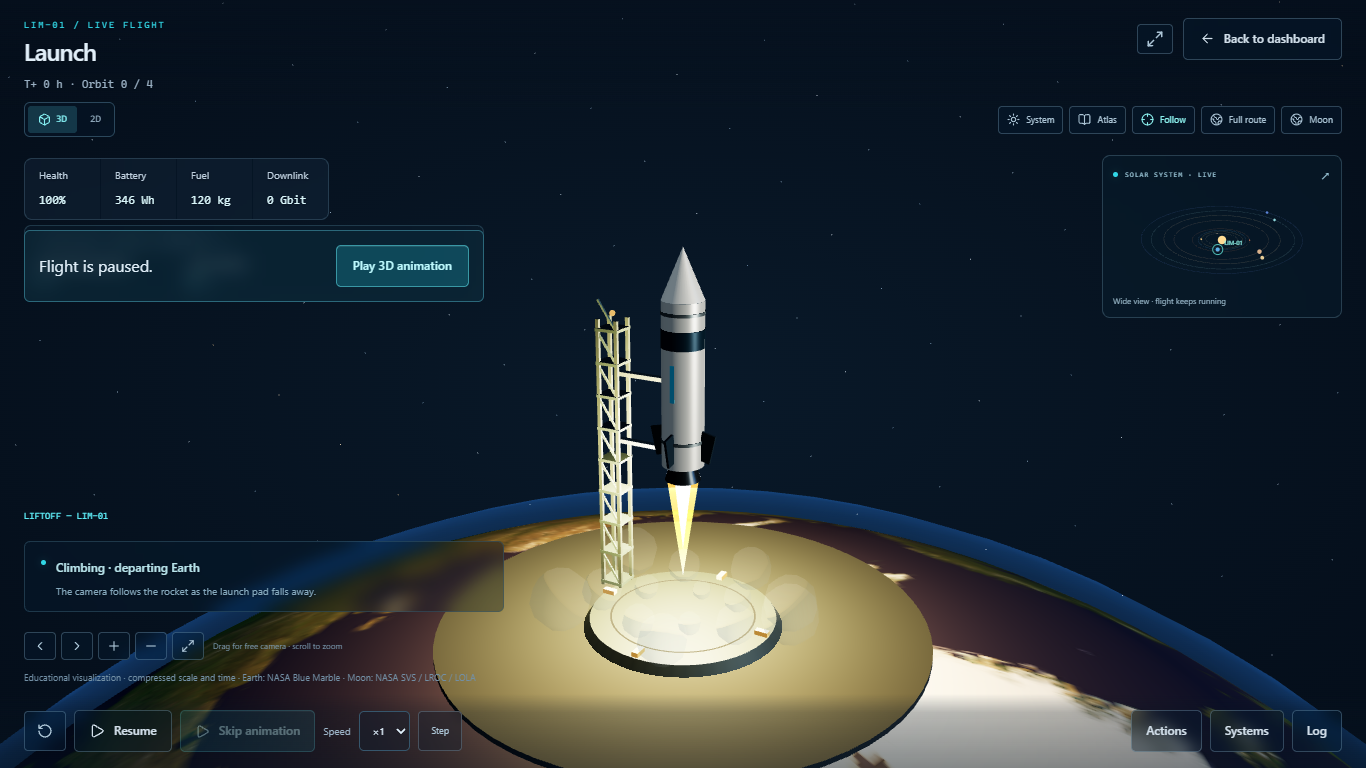 LIM-01 / LIVE FLIGHT
Launch
T+ 0 h · Orbit 0 / 4
Back to dashboard
3D 2D
System Atlas Follow Full route Moon
Health Battery Fuel Downlink
100% 346 Wh 120 kg 0 Gbit
SOLAR SYSTEM · LIVE
LIM-01
Wide view · flight keeps running
Flight is paused.
Play 3D animation
LIFTOFF — LIM-01
Climbing · departing Earth
The camera follows the rocket as the launch pad falls away.
Drag for free camera · scroll to zoom
Educational visualization · compressed scale and time · Earth: NASA Blue Marble · Moon: NASA SVS / LROC / LOLA
Resume Skip animation Speed ×1 Step
Actions Systems Log